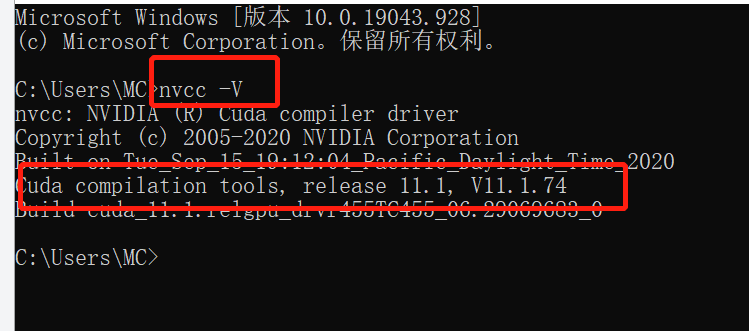 Microsoft Windows [版本 10.0.19043.928]
(c) Microsoft Corporation。保留所有权利。
C:\Users\MC>nvcc -V
nvcc: NVIDIA (R) Cuda compiler driver
Copyright (c) 2005-2020 NVIDIA Corporation
Built on Tue_Sep_15_19:12:04_Pacific_Daylight_Time_2020
Cuda compilation tools, release 11.1, V11.1.74
Build cuda_11.1.relgpu_drvr455TC455_06.29069683_0
C:\Users\MC>